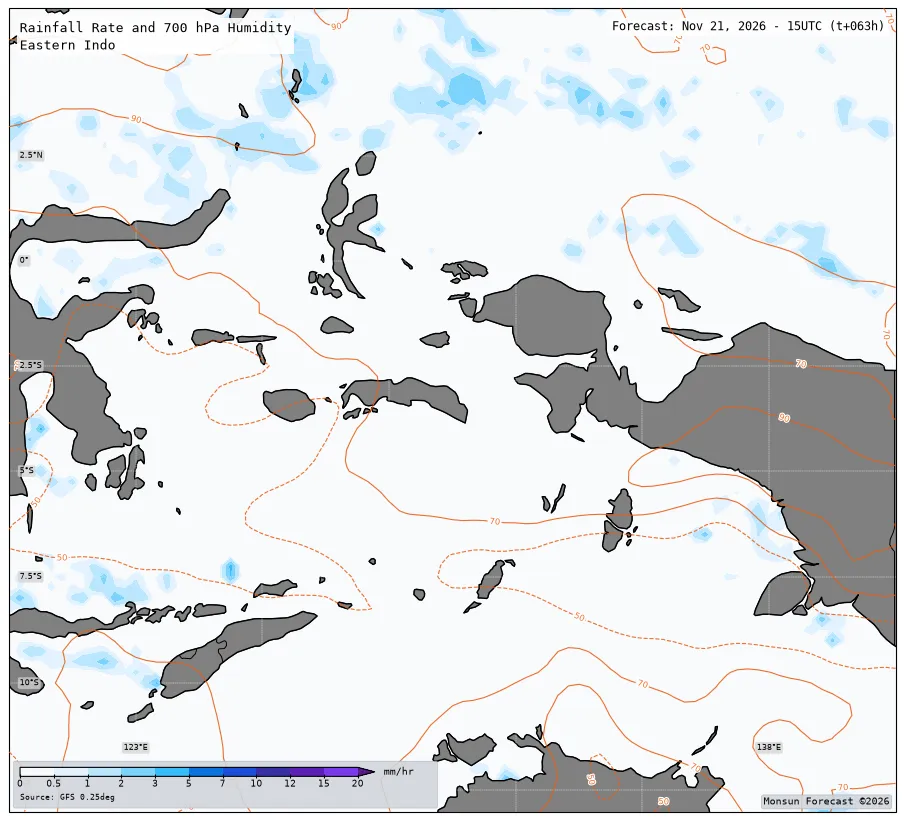 Rainfall Rate and 700 hPa Humidity
Eastern Indo
Forecast: Nov 21, 2026 - 15UTC (t+063h)
90
70
70
70
90
2.5°N
0°
70
2.5°S
70
90
5°S
50
70
50
7.5°S
50
10°S
70
123°E
138°E
70
50
70
50
mm/hr
0 0.5 1 2 3 5 7 10 15 20
Source: GFS 0.25deg
Monsun Forecast ©2026